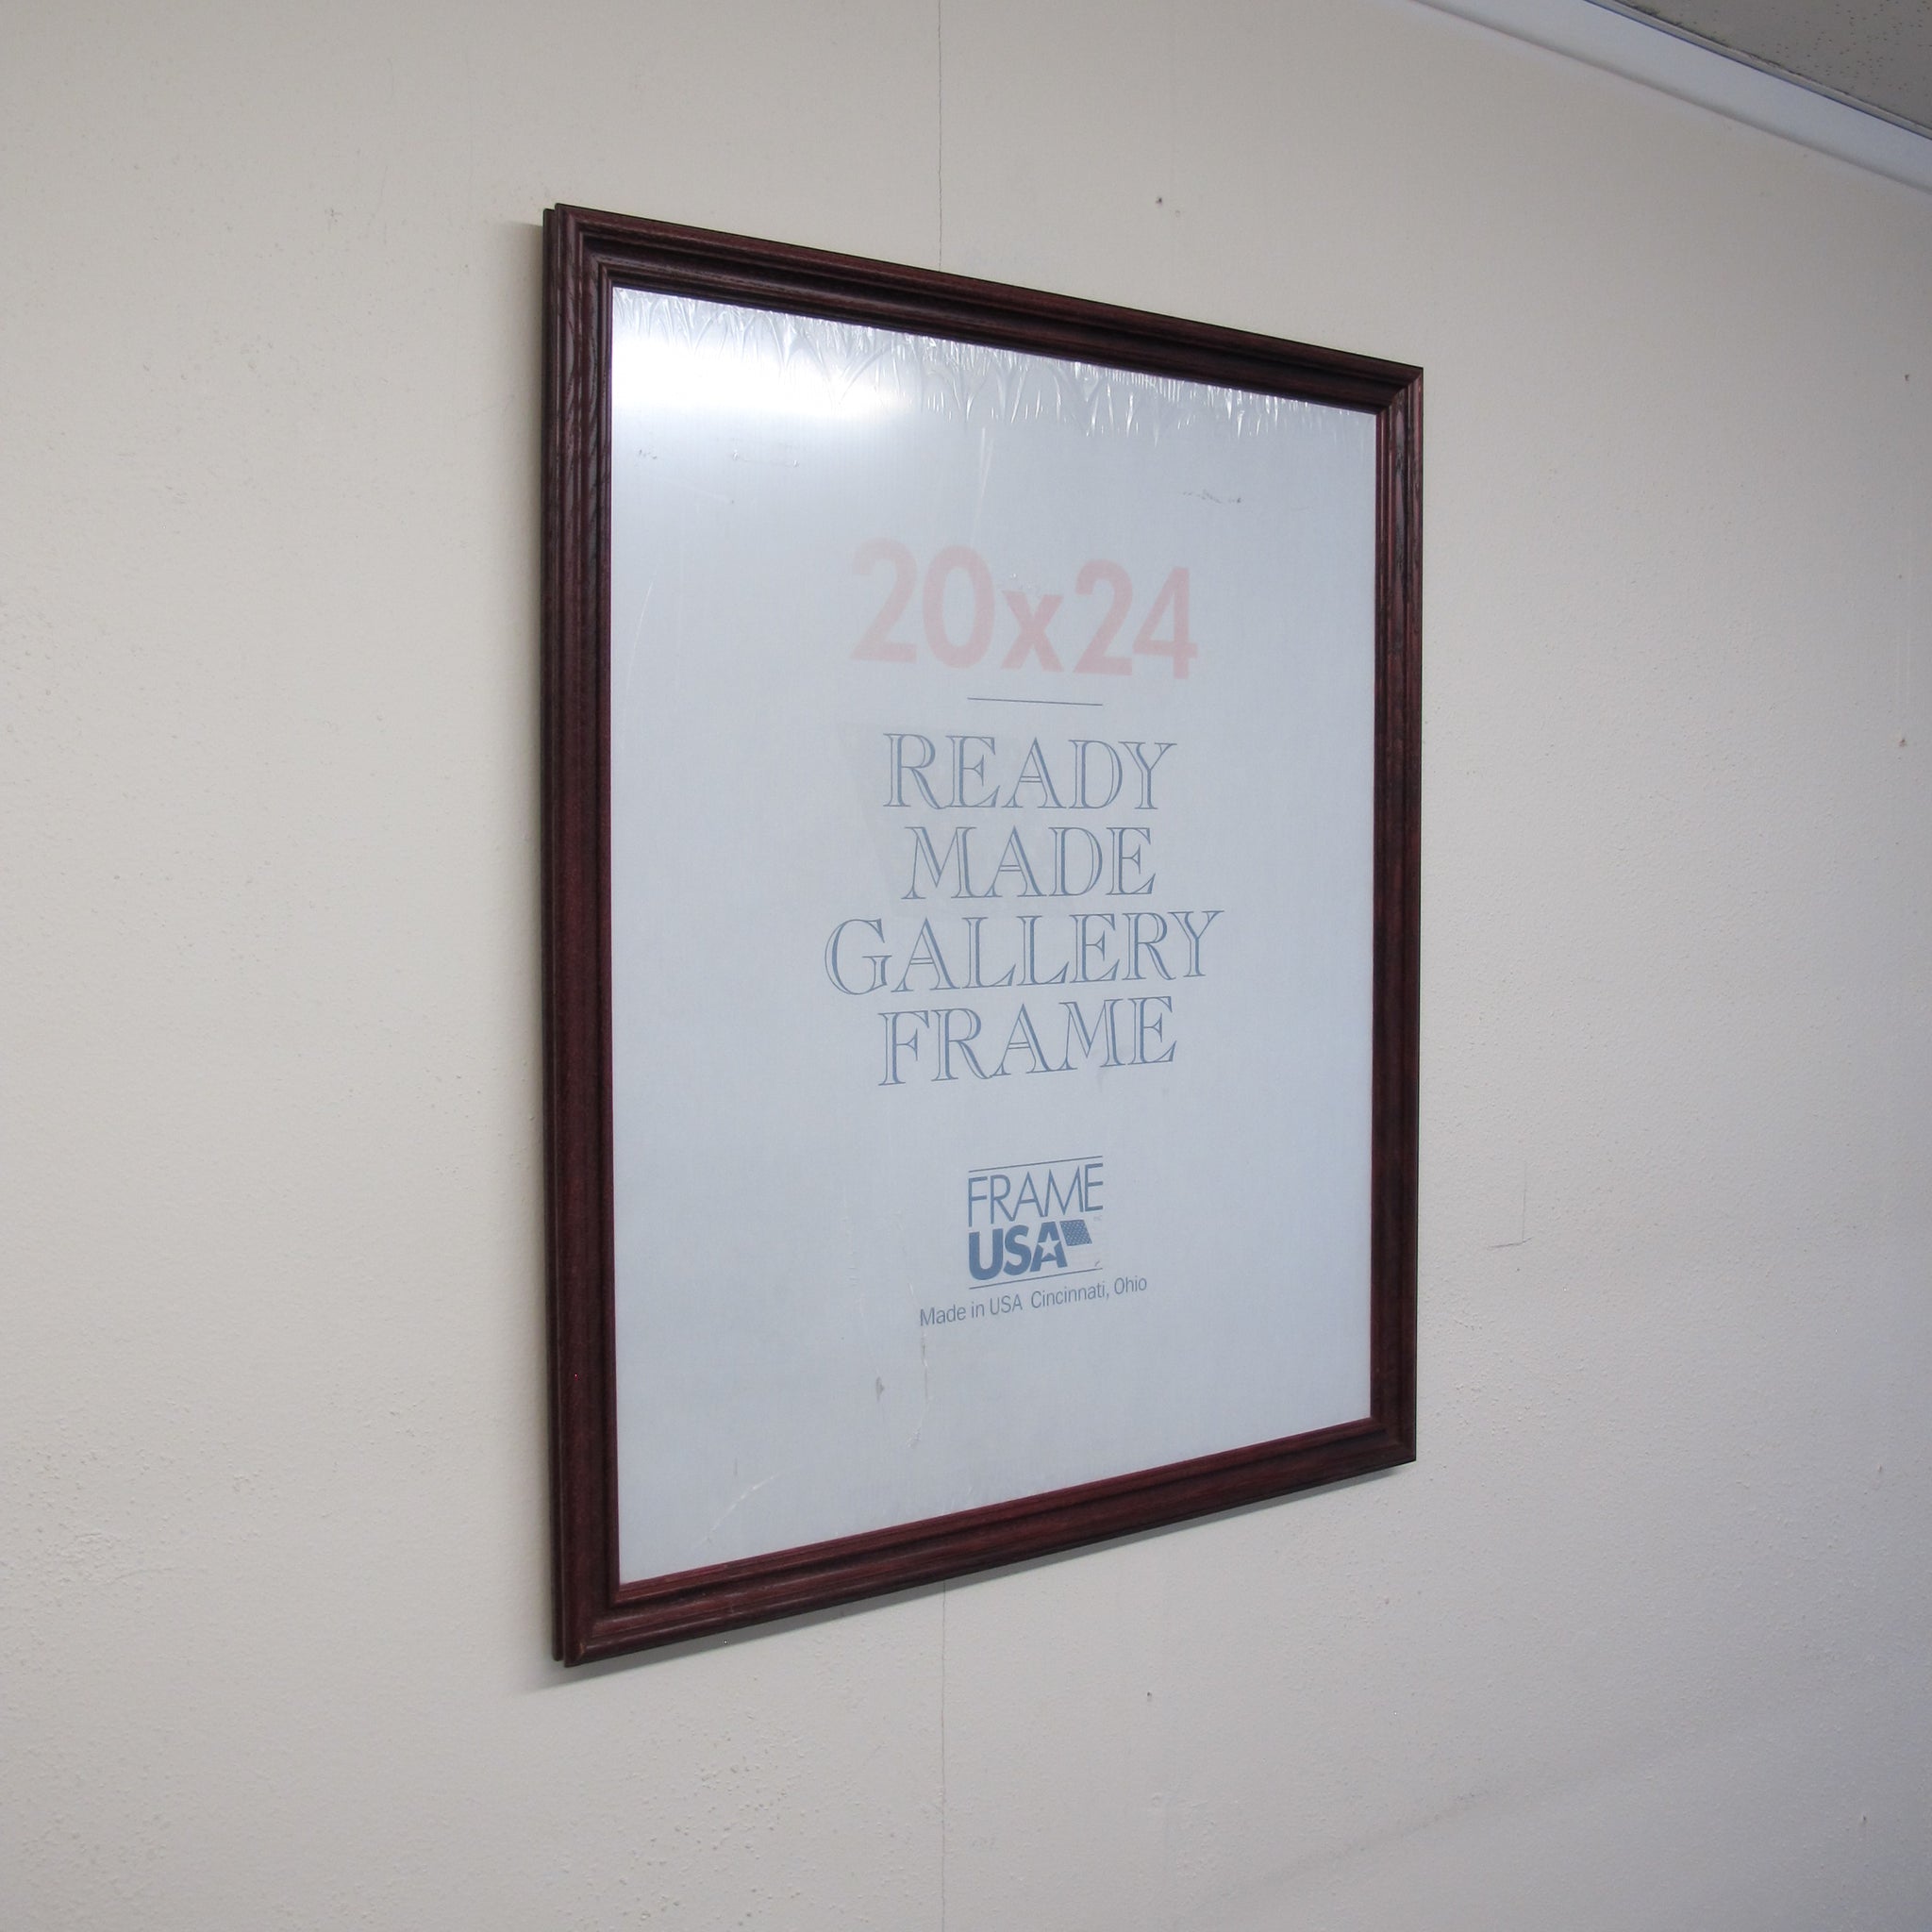 20x24
READY
MADE
GALLERY
FRAME
FRAME
USA
Made in USA Cincinnati, Ohio